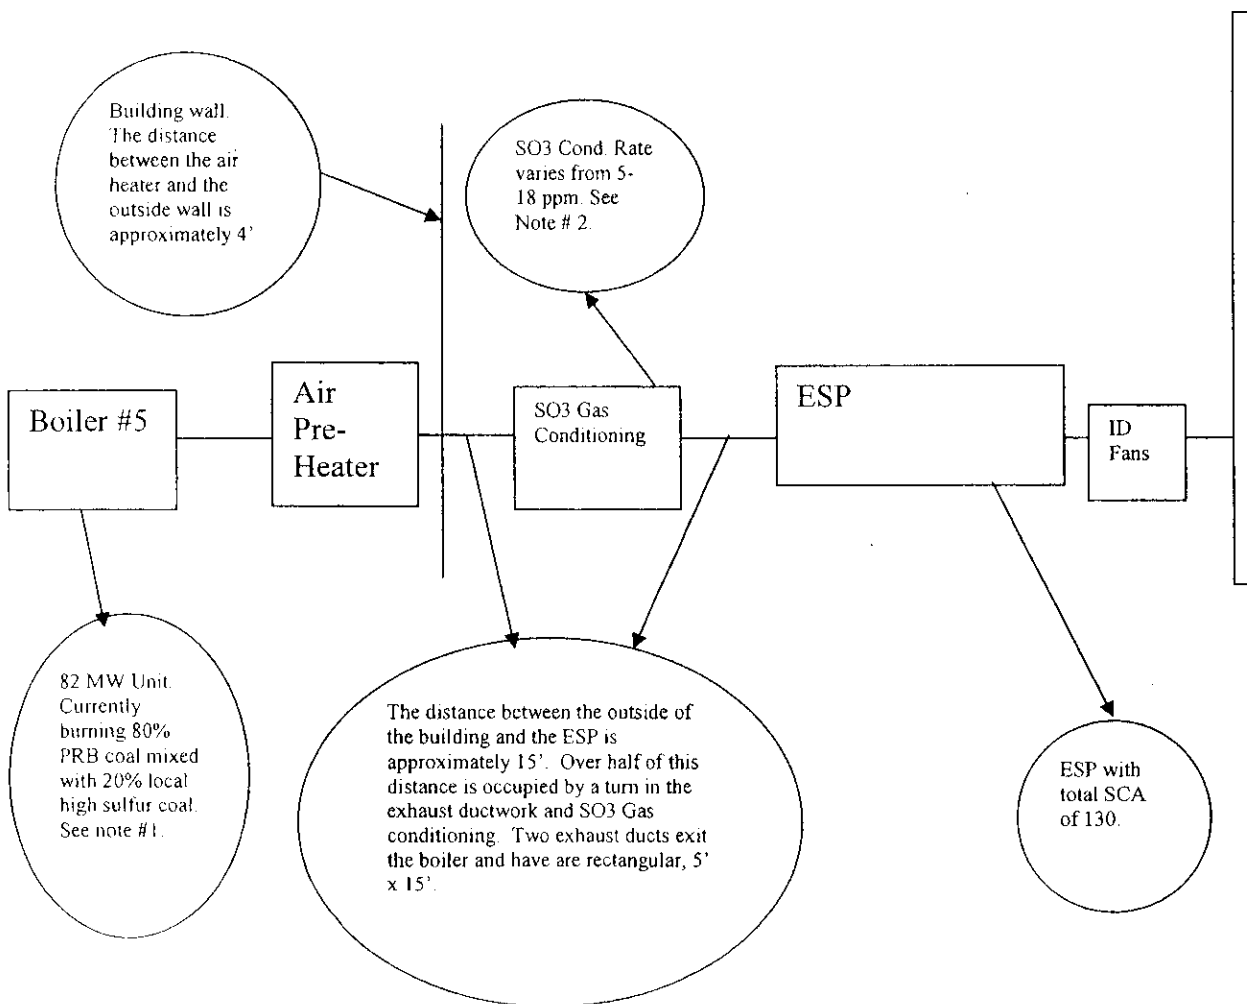 Building wall.
The distance
between the air
heater and the
outside wall is
approximately 4'
SO3 Cond. Rate
varies from 5-
18 ppm. See
Note # 2.
Boiler #5
Air
Pre-
Heater
SO3 Gas
Conditioning
ESP
ID
Fans
82 MW Unit.
Currently
burning 80%
PRB coal mixed
with 20% local
high sulfur coal.
See note #1.
The distance between the outside of
the building and the ESP is
approximately 15'. Over half of this
distance is occupied by a turn in the
exhaust ductwork and SO3 Gas
conditioning. Two exhaust ducts exit
the boiler and have are rectangular, 5'
x 15'.
ESP with
total SCA
of 130.